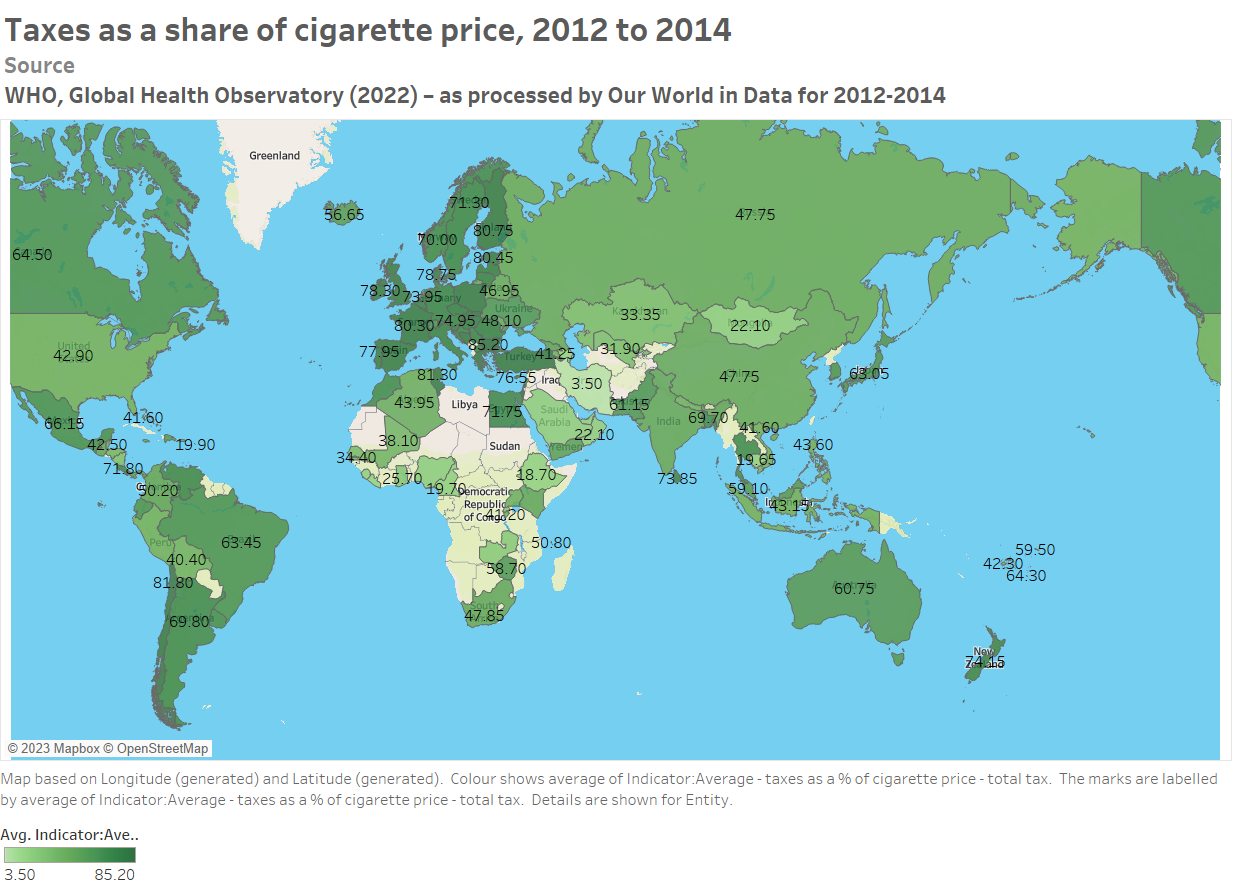 Taxes as a share of cigarette price, 2012 to 2014
Source
WHO, Global Health Observatory (2022) – as processed by Our World in Data for 2012-2014
Greenland
56.65
71.30
47.75
80.75
70.00
64.50
80.45
78.75
78.30
73.95
46.95
Ukraine
33.35
80.30
74.95
48.10
22.10
United
42.90
77.95
85.20
Turkey
41.25
31.90
63.05
81.30
76.55
Iraq
3.50
47.75
43.95
Libya
71.75
61.15
66.15
41.60
Saudi
Arabia
India
69.70
41.60
42.50
19.90
38.10
Sudan
22.10
Yemen
43.60
34.40
19.65
71.80
25.70
19.70
18.70
73.85
50.20
Democratic
Republic
of Congo
41.20
59.10
43.15
Peru
63.45
50.80
59.50
40.40
42.30
64.30
81.80
58.70
Australia
60.75
69.80
South
47.85
New
Zealand
74.15
© 2023 Mapbox © OpenStreetMap
Map based on Longitude (generated) and Latitude (generated).  Colour shows average of Indicator:Average - taxes as a % of cigarette price - total tax.  The marks are labelled
by average of Indicator:Average - taxes as a % of cigarette price - total tax.  Details are shown for Entity.
Avg. Indicator:Ave..
3.50 85.20